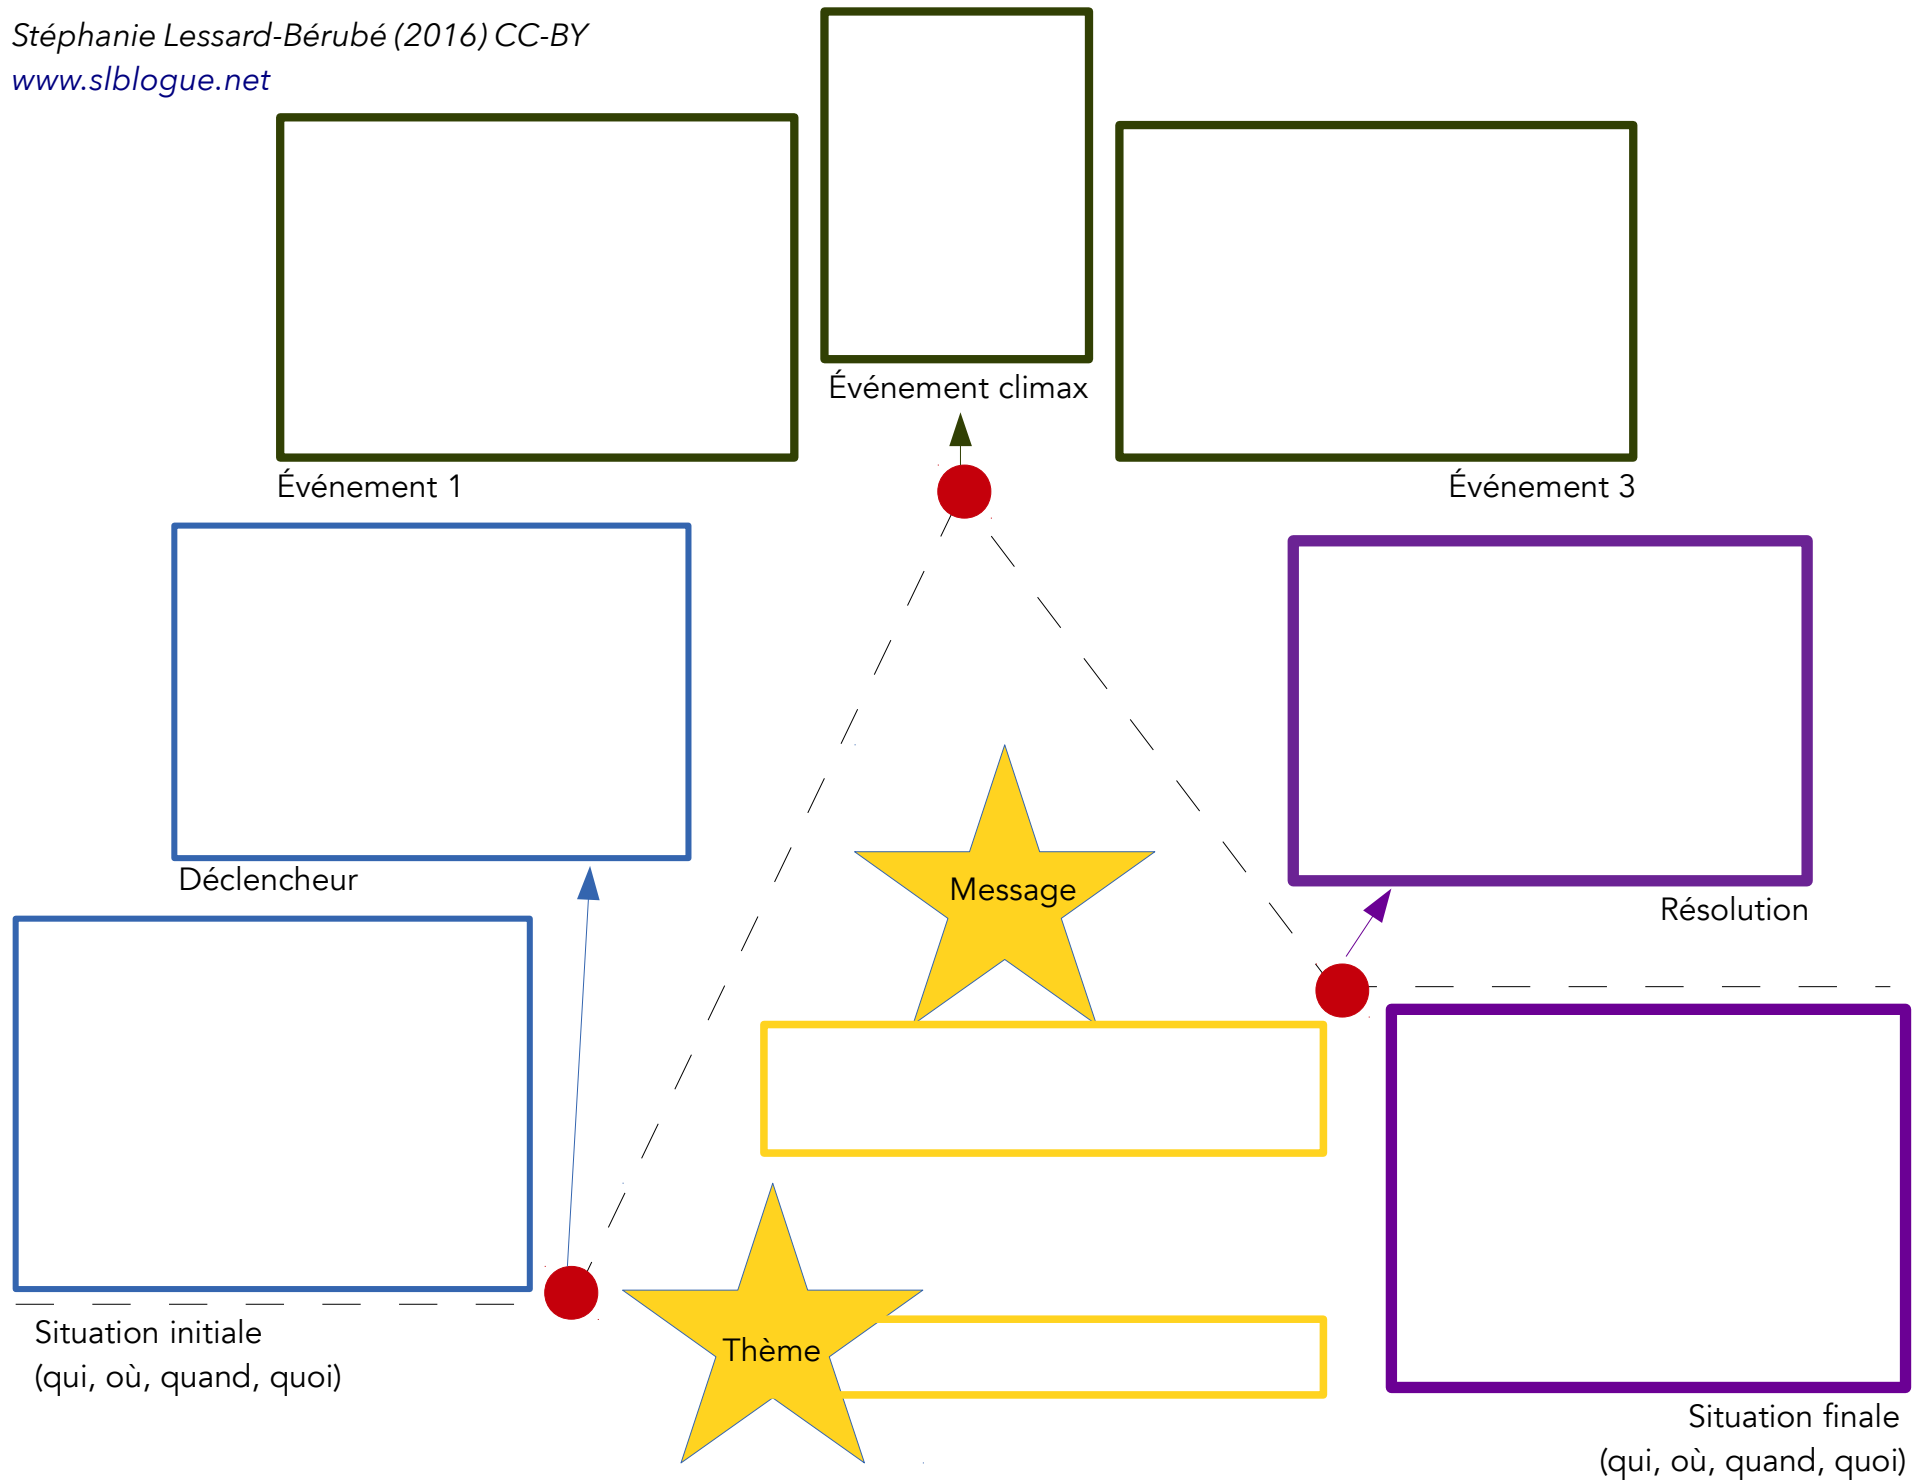 Stéphanie Lessard-Bérubé (2016) CC-BY
www.slblogue.net
Événement climax
Événement 1
Événement 3
Déclencheur
Message
Résolution
Situation initiale
(qui, où, quand, quoi)
Thème
Situation finale
(qui, où, quand, quoi)